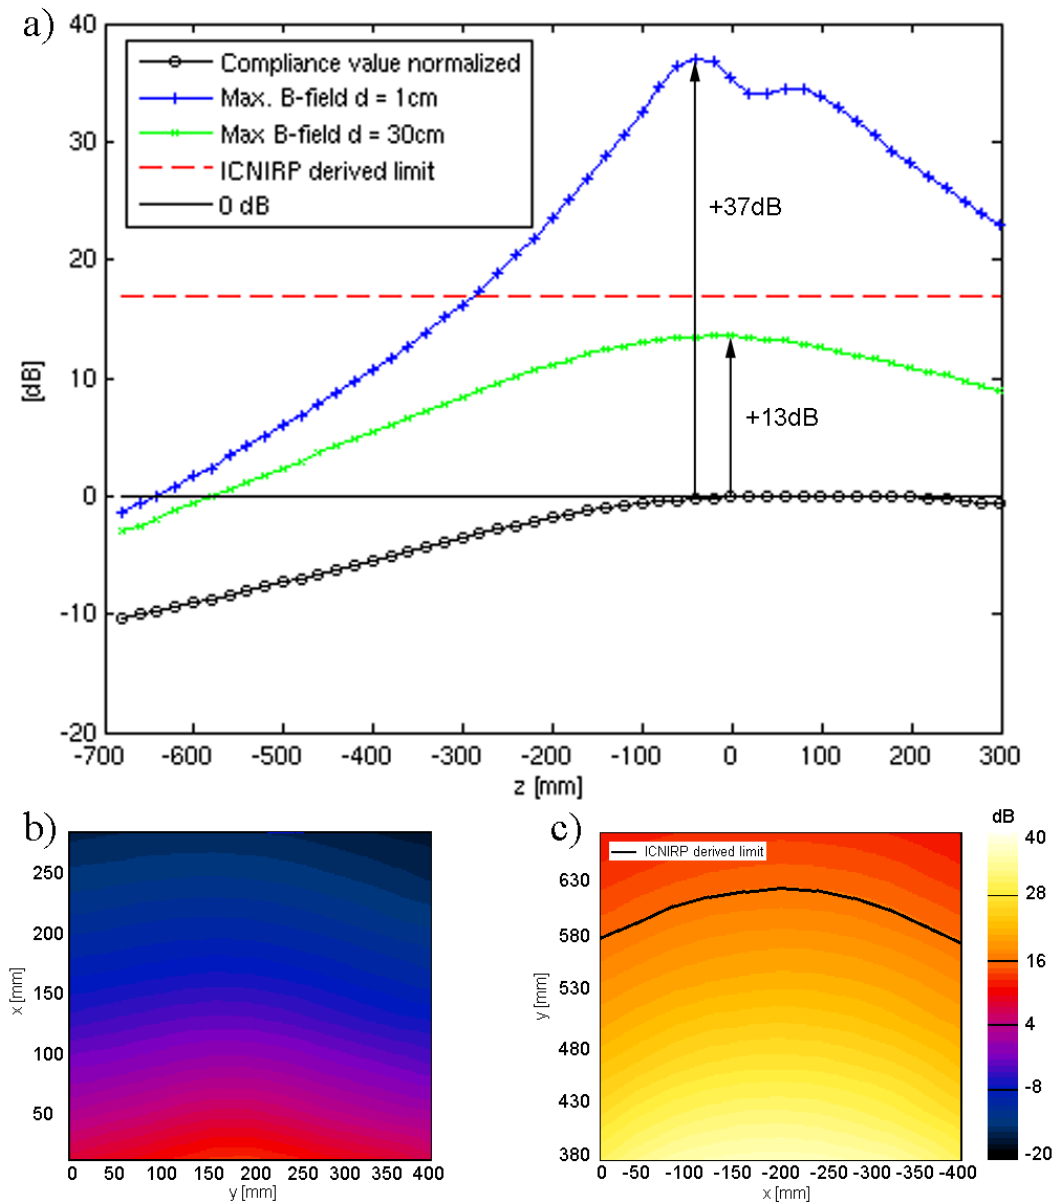 a)
40
30
20
10
0
-10
-20
[dB]
Compliance value normalized
Max. B-field d = 1cm
Max B-field d = 30cm
ICNIRP derived limit
0 dB
+37dB
+13dB
-700 -600 -500 -400 -300 -200 -100 0 100 200 300
z [mm]
b)
250
200
150
100
50
x [mm]
0 50 100 150 200 250 300 350 400
y [mm]
c)
ICNIRP derived limit
630
580
530
480
430
380
y [mm]
0 -50 -100 -150 -200 -250 -300 -350 -400
x [mm]
dB
40
28
16
4
-8
-20